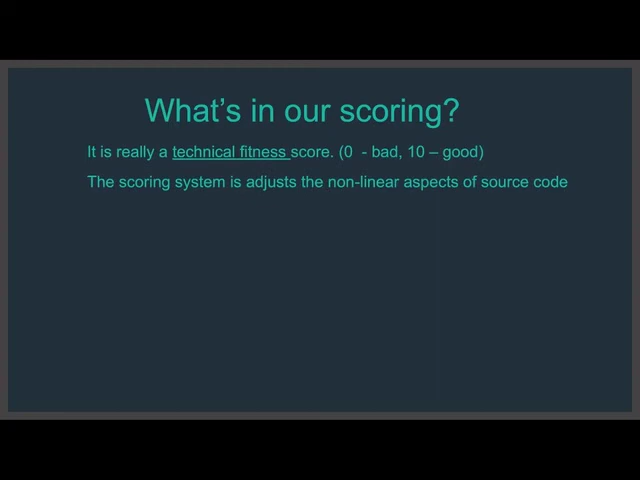 What’s in our scoring?
It is really a technical fitness score. (0  - bad, 10 – good)
The scoring system is adjusts the non-linear aspects of source code